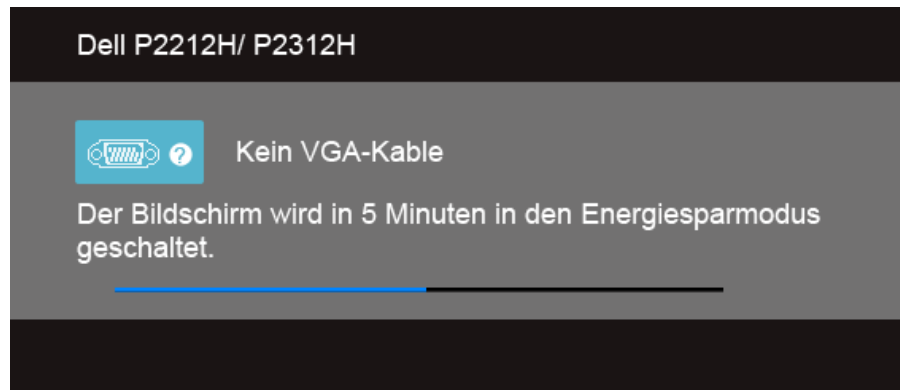 Dell P2212H/ P2312H
Kein VGA-Kable
Der Bildschirm wird in 5 Minuten in den Energiesparmodus
geschaltet.